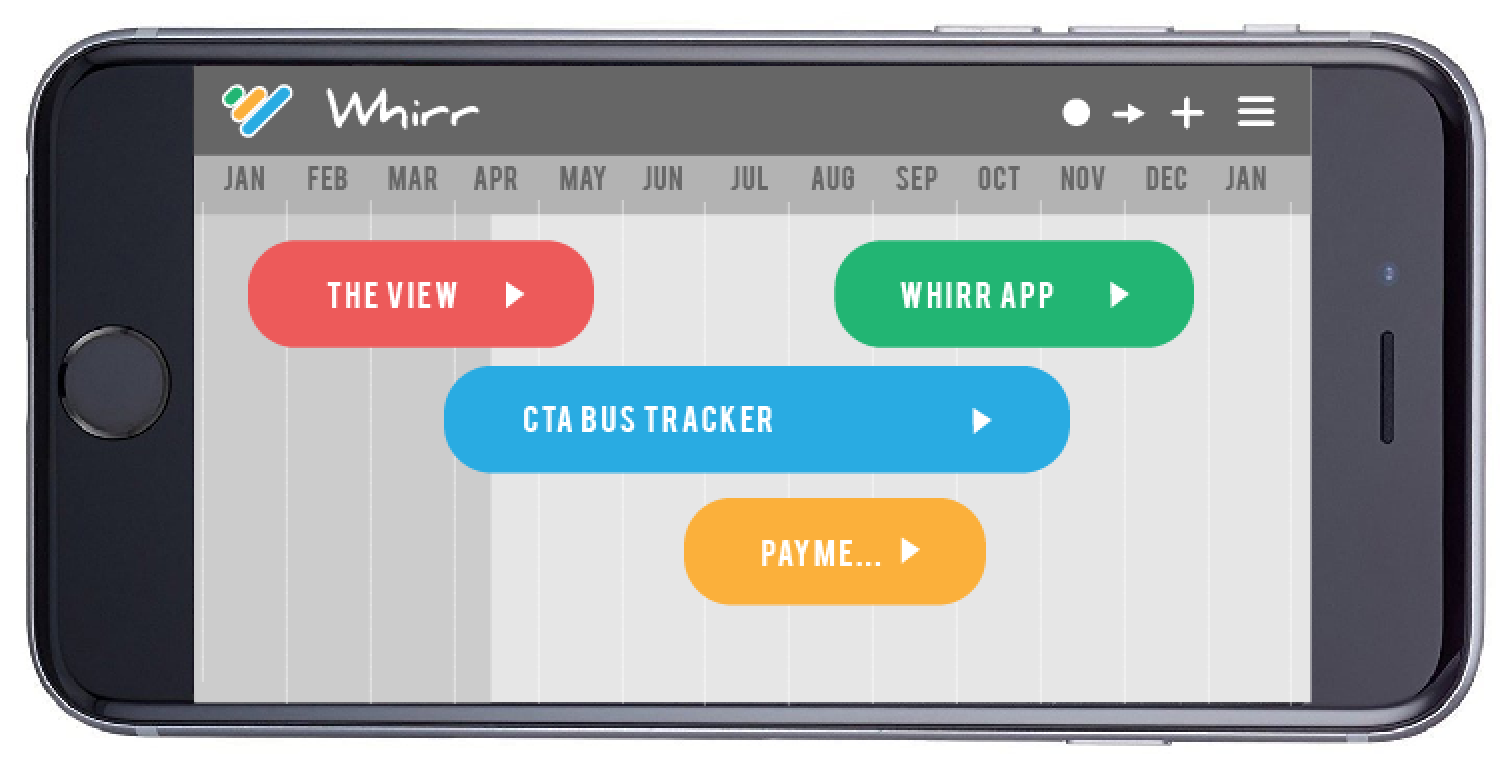 Whirr
JAN FEB MAR APR MAY JUN JUL AUG SEP OCT NOV DEC JAN
THE VIEW WHIRR APP
CTA BUS TRACKER
PAYME...